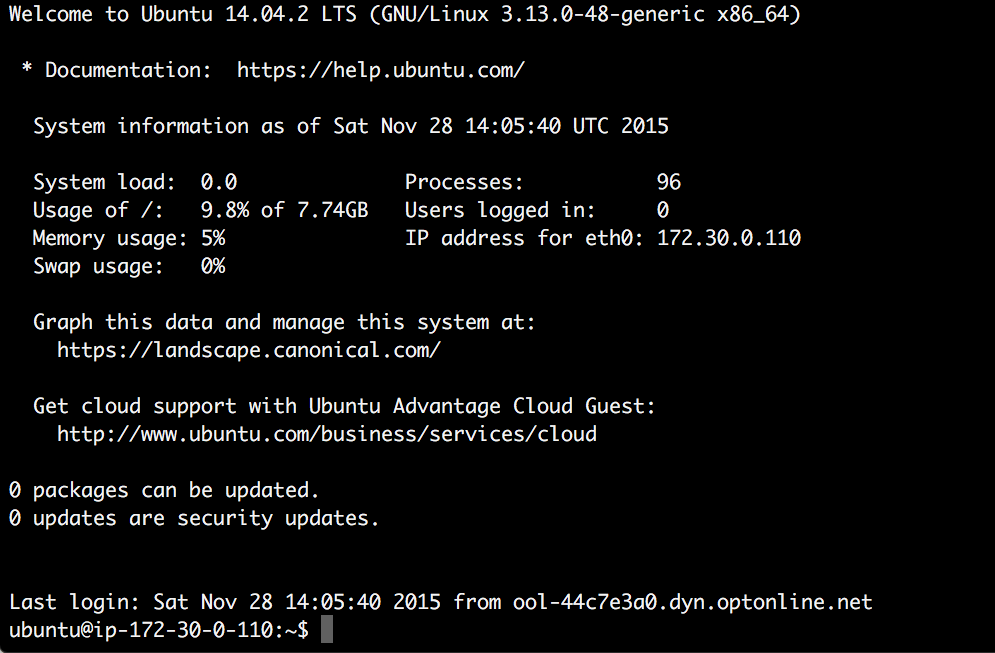 Welcome to Ubuntu 14.04.2 LTS (GNU/Linux 3.13.0-48-generic x86_64)
* Documentation:  https://help.ubuntu.com/
System information as of Sat Nov 28 14:05:40 UTC 2015
System load:  0.0              Processes:           96
Usage of /:   9.8% of 7.74GB   Users logged in:     0
Memory usage: 5%               IP address for eth0: 172.30.0.110
Swap usage:   0%
Graph this data and manage this system at:
https://landscape.canonical.com/
Get cloud support with Ubuntu Advantage Cloud Guest:
http://www.ubuntu.com/business/services/cloud
0 packages can be updated.
0 updates are security updates.
Last login: Sat Nov 28 14:05:40 2015 from ool-44c7e3a0.dyn.optonline.net
ubuntu@ip-172-30-0-110:~$